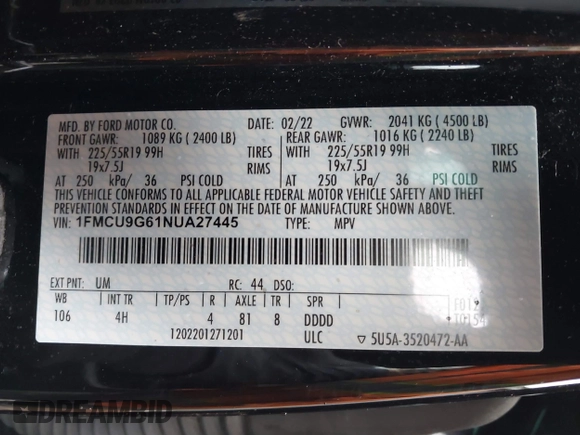 MFD. BY FORD MOTOR CO. DATE: 02/22 GVWR: 2041 KG ( 4500 LB)
FRONT GAWR: 1089 KG ( 2400 LB) REAR GAWR: 1016 KG ( 2240 LB)
WITH 225/55R19 99H TIRES WITH 225/55R19 99H TIRES
19x7.5J RIMS 19x7.5J RIMS
AT 250 kPa/ 36 PSI COLD AT 250 kPa/ 36 PSI COLD
THIS VEHICLE CONFORMS TO ALL APPLICABLE FEDERAL MOTOR VEHICLE SAFETY AND THEFT
PREVENTION STANDARDS IN EFFECT ON THE DATE OF MANUFACTURE SHOWN ABOVE.
VIN: 1FMCU9G61NUA27445 TYPE: MPV
EXT PNT: UM RC: 44 DSO:
WB INT TR TP/PS R AXLE TR SPR
106 4H 4 81 8 DDDD
1202201271201 ULC ▽ 5U5A-3520472-AA
DREAMBID